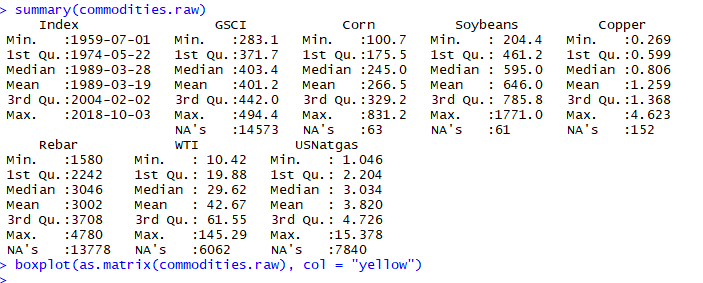 > summary(commodities.raw)
     Index                 GSCI            Corn          Soybeans          Copper
 Min.   :1959-07-01   Min.   :283.1   Min.   :100.7   Min.   : 204.4   Min.   :0.269
 1st Qu.:1974-05-22   1st Qu.:371.7   1st Qu.:175.5   1st Qu.: 461.2   1st Qu.:0.599
 Median :1989-03-28   Median :403.4   Median :245.0   Median : 595.0   Median :0.806
 Mean   :1989-03-19   Mean   :401.2   Mean   :266.5   Mean   : 646.0   Mean   :1.259
 3rd Qu.:2004-02-02   3rd Qu.:442.0   3rd Qu.:329.2   3rd Qu.: 785.8   3rd Qu.:1.368
 Max.   :2018-10-03   Max.   :494.4   Max.   :831.2   Max.   :1771.0   Max.   :4.623
                      NA's   :14573   NA's   :63      NA's   :61       NA's   :152
     Rebar            WTI            USNatgas
 Min.   :1580    Min.   : 10.42   Min.   : 1.046
 1st Qu.:2242    1st Qu.: 19.88   1st Qu.: 2.204
 Median :3046    Median : 29.62   Median : 3.034
 Mean   :3002    Mean   : 42.67   Mean   : 3.820
 3rd Qu.:3708    3rd Qu.: 61.55   3rd Qu.: 4.726
 Max.   :4780    Max.   :145.29   Max.   :15.378
 NA's   :13778   NA's   :6062     NA's   :7840
> boxplot(as.matrix(commodities.raw), col = "yellow")
>